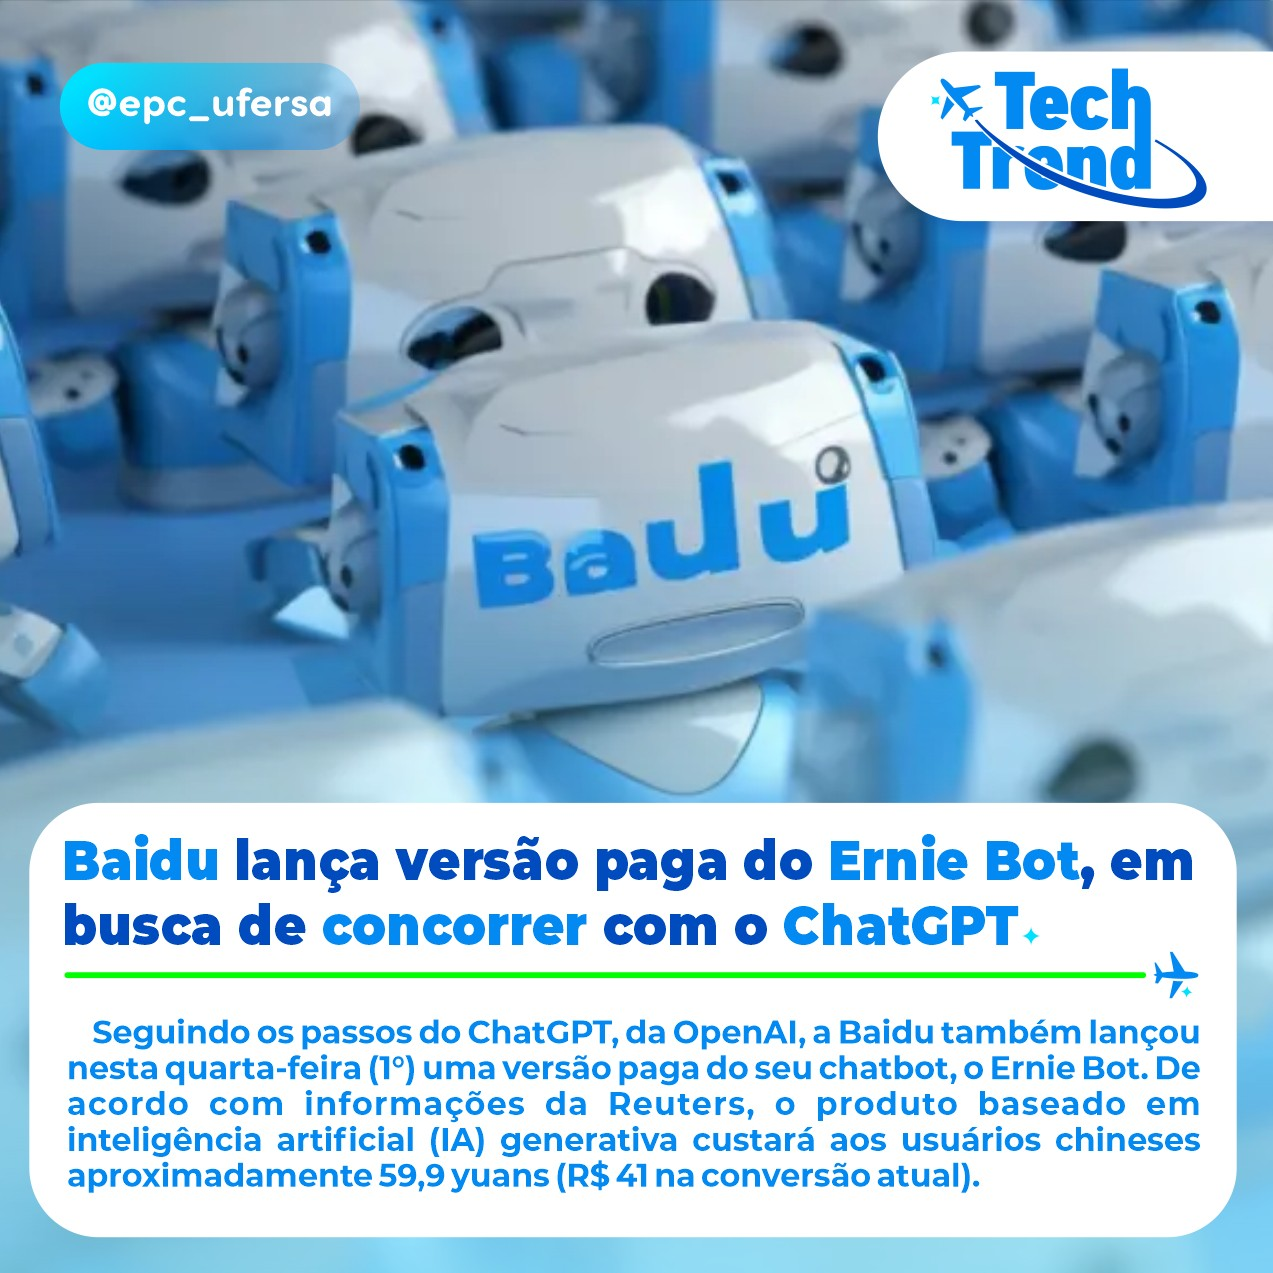 @epc_ufersa
Tech
Trend
Baidu
Baidu lança versão paga do Ernie Bot, em
busca de concorrer com o ChatGPT
Seguindo os passos do ChatGPT, da OpenAI, a Baidu também lançou
nesta quarta-feira (1º) uma versão paga do seu chatbot, o Ernie Bot. De
acordo com informações da Reuters, o produto baseado em
inteligência artificial (IA) generativa custará aos usuários chineses
aproximadamente 59,9 yuans (R$ 41 na conversão atual).